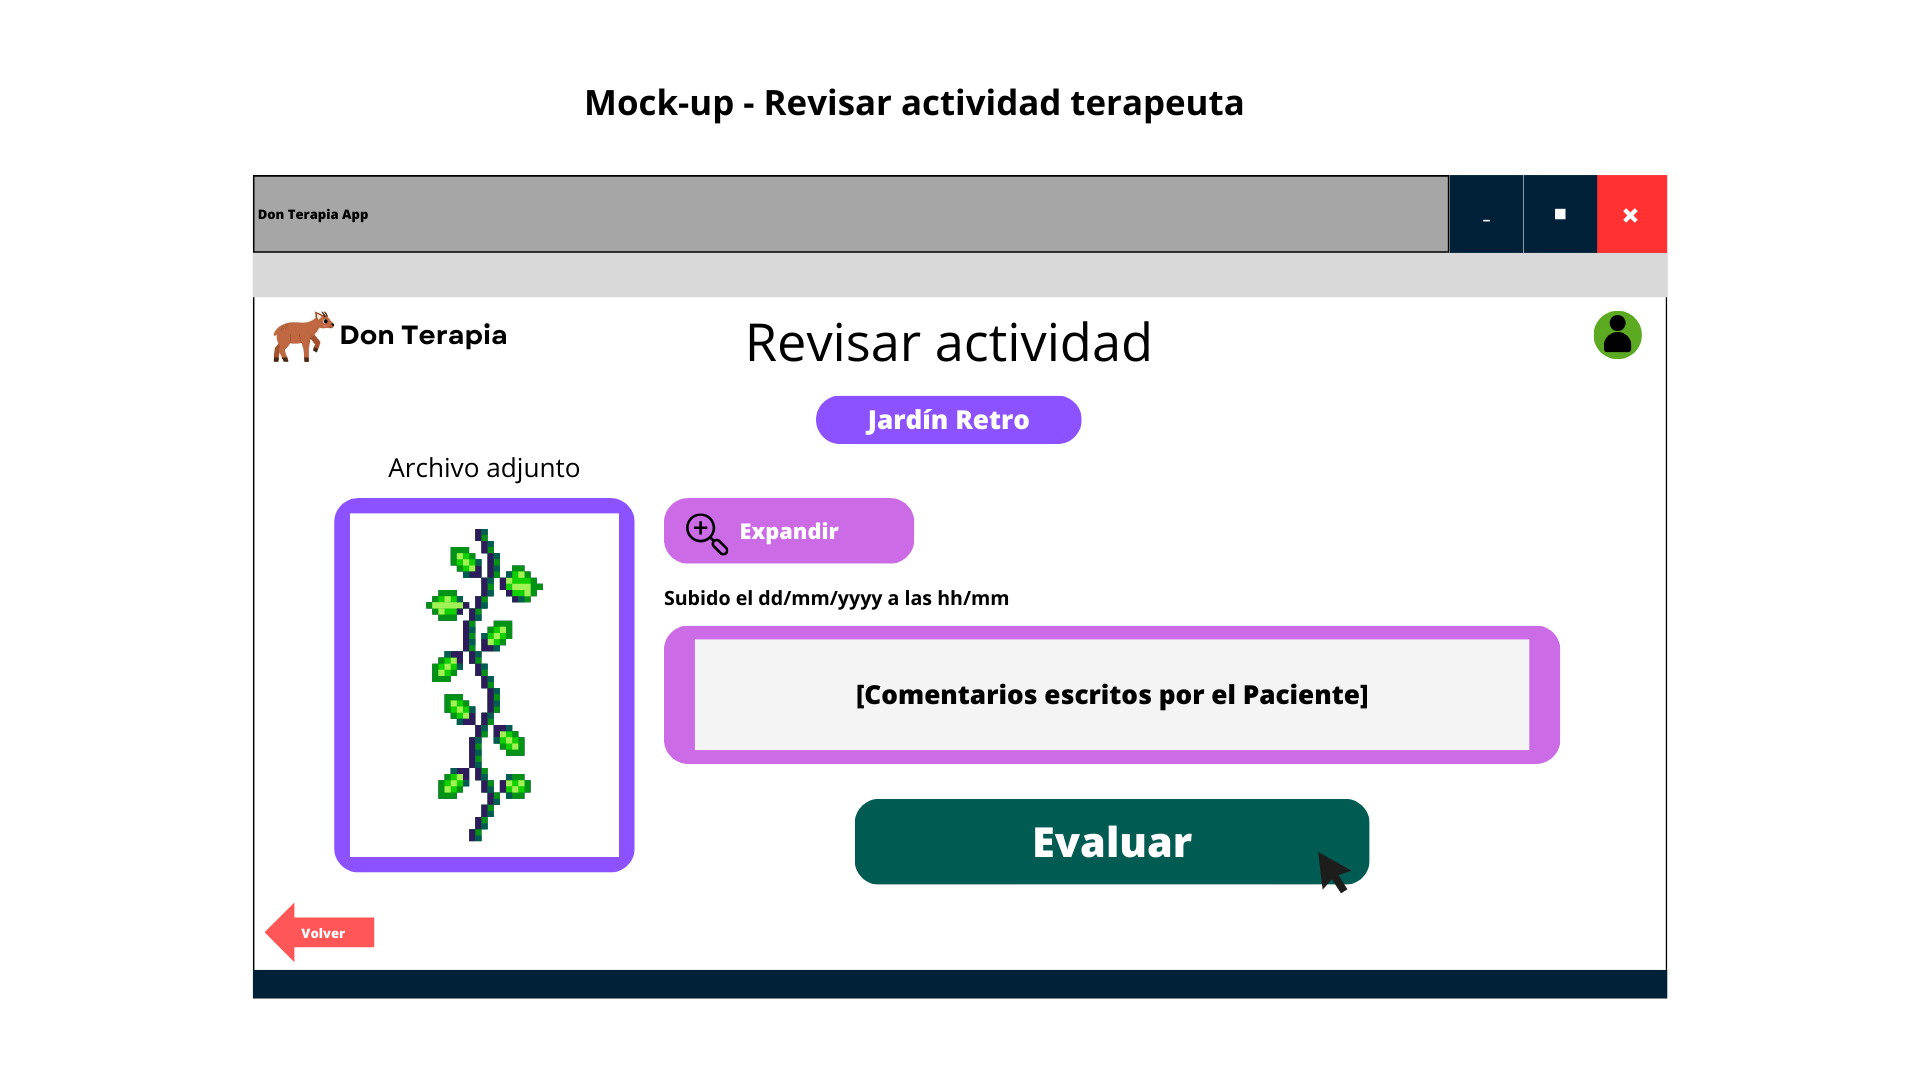 Mock-up - Revisar actividad terapeuta
Don Terapia App
Don Terapia
Revisar actividad
Jardín Retro
Archivo adjunto
Expandir
Subido el dd/mm/yyyy a las hh/mm
[Comentarios escritos por el Paciente]
Evaluar
Volver